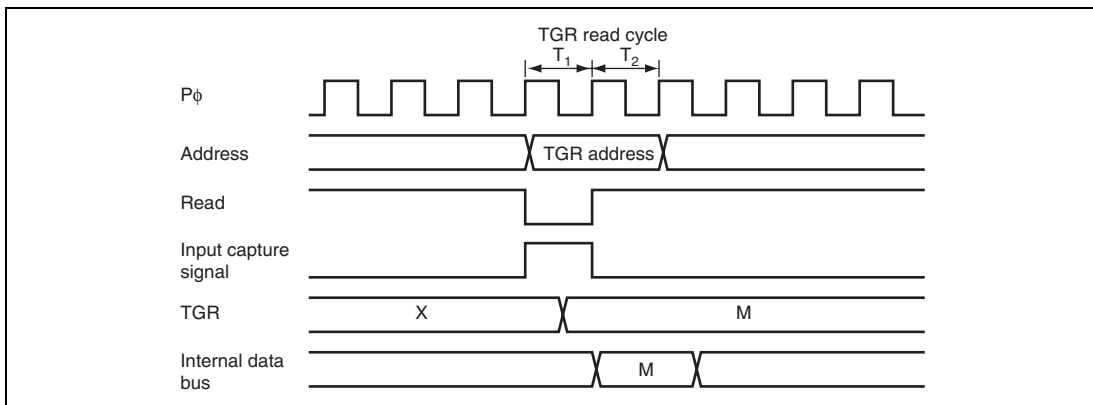 TGR read cycle
T1 T2
Pϕ
Address
TGR address
Read
Input capture
signal
TGR
X
M
Internal data
bus
M